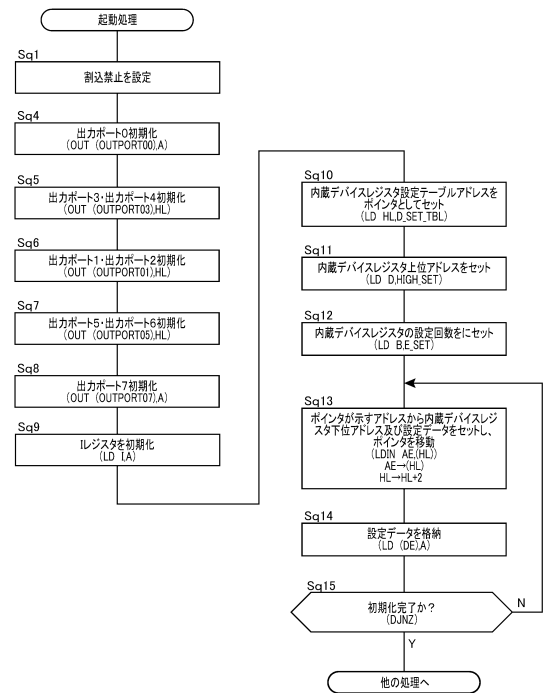 起動処理
Sq1
割込禁止を設定
Sq4
出力ポート0初期化
(OUT (OUTPORT00),A)
Sq5
出力ポート3・出力ポート4初期化
(OUT (OUTPORT03),HL)
Sq6
出力ポート1・出力ポート2初期化
(OUT (OUTPORT01),HL)
Sq7
出力ポート5・出力ポート6初期化
(OUT (OUTPORT05),HL)
Sq8
出力ポート7初期化
(OUT (OUTPORT07),A)
Sq9
Iレジスタを初期化
(LD I,A)
Sq10
内蔵デバイスレジスタ設定テーブルアドレスを
ポインタとしてセット
(LD HL,D_SET_TBL)
Sq11
内蔵デバイスレジスタ上位アドレスをセット
(LD D,HIGH_SET)
Sq12
内蔵デバイスレジスタの設定回数をにセット
(LD B,E_SET)
Sq13
ポインタが示すアドレスから内蔵デバイスレジ
スタ下位アドレス及び設定データをセットし、
ポインタを移動
(LDIN AE,(HL))
AE→(HL)
HL→HL+2
Sq14
設定データを格納
(LD (DE),A)
Sq15
初期化完了か?
(DJNZ)
N
Y
他の処理へ